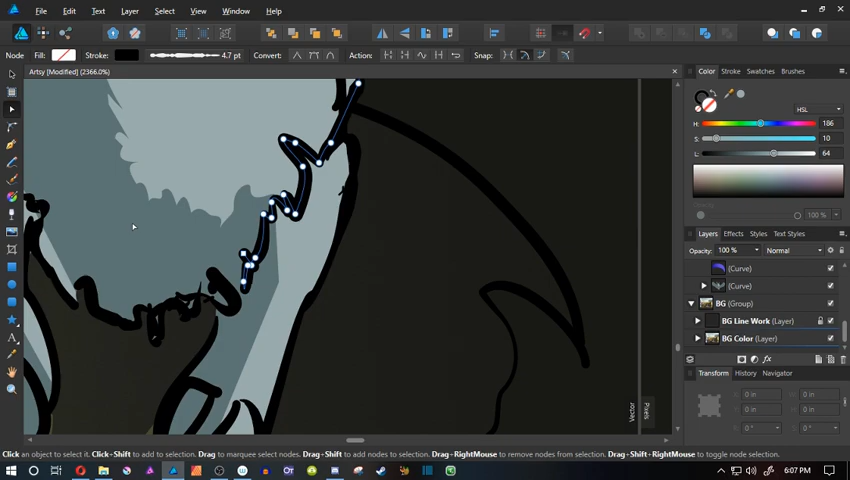 File Edit Text Layer Select Arrange View Window Help
Node Fill: Stroke: 4.7 pt Convert: Action: Snap:
Artsy [Modified] (2366.0%)
Color Stroke Swatches Brushes
HSL
H: 186
S: 10
L: 64
Opacity
100 %
Layers Effects Styles Text Styles
Opacity: 100 % Normal
(Curve)
(Curve)
BG (Group)
BG Line Work (Layer)
BG Color (Layer)
fx
Transform History Navigator
X: 0 in W: 0 in
Y: 0 in H: 0 in
R: 0 ° S: 0 °
Vector
Pixels
Click an object to select it. Click+Shift to add to selection. Drag to marquee select nodes. Drag+Shift to add nodes to selection. Drag+RightMouse to remove nodes from selection. Drag+Shift+RightMouse to toggle node selection.
6:07 PM